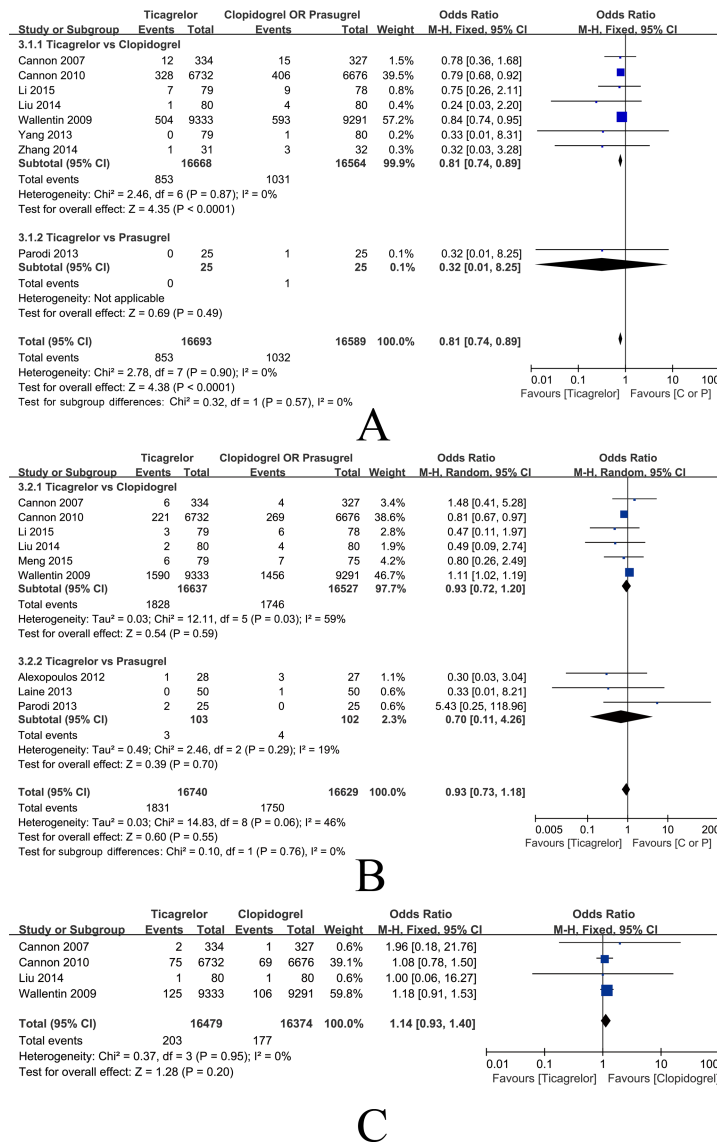 Ticagrelor Clopidogrel OR Prasugrel Odds Ratio Odds Ratio
Study or Subgroup Events Total Events Total Weight M-H, Fixed, 95% CI M-H, Fixed, 95% CI
3.1.1 Ticagrelor vs Clopidogrel
Cannon 2007 12 334 15 327 1.5% 0.78 [0.36, 1.68]
Cannon 2010 328 6732 406 6676 39.5% 0.79 [0.68, 0.92]
Li 2015 7 79 9 78 0.8% 0.75 [0.26, 2.11]
Liu 2014 1 80 4 80 0.4% 0.24 [0.03, 2.20]
Wallentin 2009 504 9333 593 9291 57.2% 0.84 [0.74, 0.95]
Yang 2013 0 79 1 80 0.2% 0.33 [0.01, 8.31]
Zhang 2014 1 31 3 32 0.3% 0.32 [0.03, 3.28]
Subtotal (95% CI) 16668 16564 99.9% 0.81 [0.74, 0.89]
Total events 853 1031
Heterogeneity: Chi² = 2.46, df = 6 (P = 0.87); I² = 0%
Test for overall effect: Z = 4.35 (P < 0.0001)
3.1.2 Ticagrelor vs Prasugrel
Parodi 2013 0 25 1 25 0.1% 0.32 [0.01, 8.25]
Subtotal (95% CI) 25 25 0.1% 0.32 [0.01, 8.25]
Total events 0 1
Heterogeneity: Not applicable
Test for overall effect: Z = 0.69 (P = 0.49)
Total (95% CI) 16693 16589 100.0% 0.81 [0.74, 0.89]
Total events 853 1032
Heterogeneity: Chi² = 2.78, df = 7 (P = 0.90); I² = 0%
Test for overall effect: Z = 4.38 (P < 0.0001)
Test for subgroup differences: Chi² = 0.32, df = 1 (P = 0.57), I² = 0%
0.01 0.1 1 10 100
Favours [Ticagrelor] Favours [C or P]
A
Ticagrelor Clopidogrel OR Prasugrel Odds Ratio Odds Ratio
Study or Subgroup Events Total Events Total Weight M-H, Random, 95% CI M-H, Random, 95% CI
3.2.1 Ticagrelor vs Clopidogrel
Cannon 2007 6 334 4 327 3.4% 1.48 [0.41, 5.28]
Cannon 2010 221 6732 269 6676 38.6% 0.81 [0.67, 0.97]
Li 2015 3 79 6 78 2.8% 0.47 [0.11, 1.97]
Liu 2014 2 80 4 80 1.9% 0.49 [0.09, 2.74]
Meng 2015 6 79 7 75 4.2% 0.80 [0.26, 2.49]
Wallentin 2009 1590 9333 1456 9291 46.7% 1.11 [1.02, 1.19]
Subtotal (95% CI) 16637 16527 97.7% 0.93 [0.72, 1.20]
Total events 1828 1746
Heterogeneity: Tau² = 0.03; Chi² = 12.11, df = 5 (P = 0.03); I² = 59%
Test for overall effect: Z = 0.54 (P = 0.59)
3.2.2 Ticagrelor vs Prasugrel
Alexopoulos 2012 1 28 3 27 1.1% 0.30 [0.03, 3.04]
Laine 2013 0 50 1 50 0.6% 0.33 [0.01, 8.21]
Parodi 2013 2 25 0 25 0.6% 5.43 [0.25, 118.96]
Subtotal (95% CI) 103 102 2.3% 0.70 [0.11, 4.26]
Total events 3 4
Heterogeneity: Tau² = 0.49; Chi² = 2.46, df = 2 (P = 0.29); I² = 19%
Test for overall effect: Z = 0.39 (P = 0.70)
Total (95% CI) 16740 16629 100.0% 0.93 [0.73, 1.18]
Total events 1831 1750
Heterogeneity: Tau² = 0.03; Chi² = 14.83, df = 8 (P = 0.06); I² = 46%
Test for overall effect: Z = 0.60 (P = 0.55)
Test for subgroup differences: Chi² = 0.10, df = 1 (P = 0.76), I² = 0%
0.005 0.1 1 10 200
Favours [Ticagrelor] Favours [C or P]
B
Ticagrelor Clopidogrel Odds Ratio Odds Ratio
Study or Subgroup Events Total Events Total Weight M-H, Fixed, 95% CI M-H, Fixed, 95% CI
Cannon 2007 2 334 1 327 0.6% 1.96 [0.18, 21.76]
Cannon 2010 75 6732 69 6676 39.1% 1.08 [0.78, 1.50]
Liu 2014 1 80 1 80 0.6% 1.00 [0.06, 16.27]
Wallentin 2009 125 9333 106 9291 59.8% 1.18 [0.91, 1.53]
Total (95% CI) 16479 16374 100.0% 1.14 [0.93, 1.40]
Total events 203 177
Heterogeneity: Chi² = 0.37, df = 3 (P = 0.95); I² = 0%
Test for overall effect: Z = 1.28 (P = 0.20)
0.01 0.1 1 10 100
Favours [Ticagrelor] Favours [Clopidogrel]
C